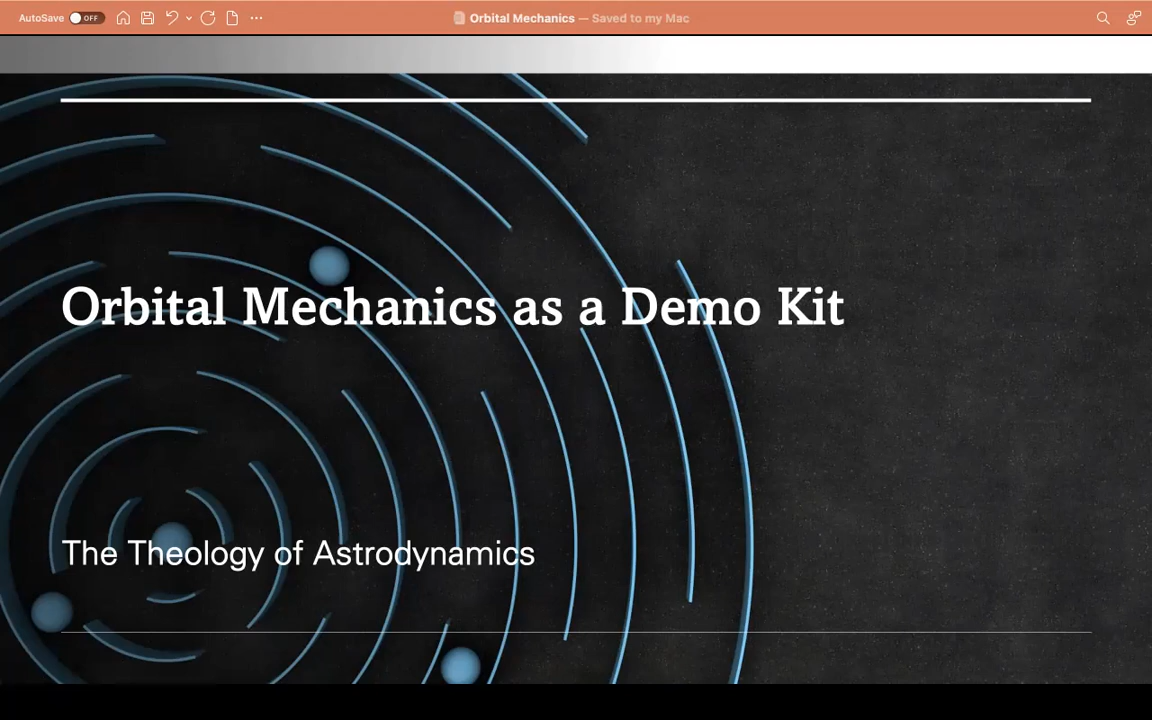 AutoSave OFF
Orbital Mechanics — Saved to my Mac
Orbital Mechanics as a Demo Kit
The Theology of Astrodynamics